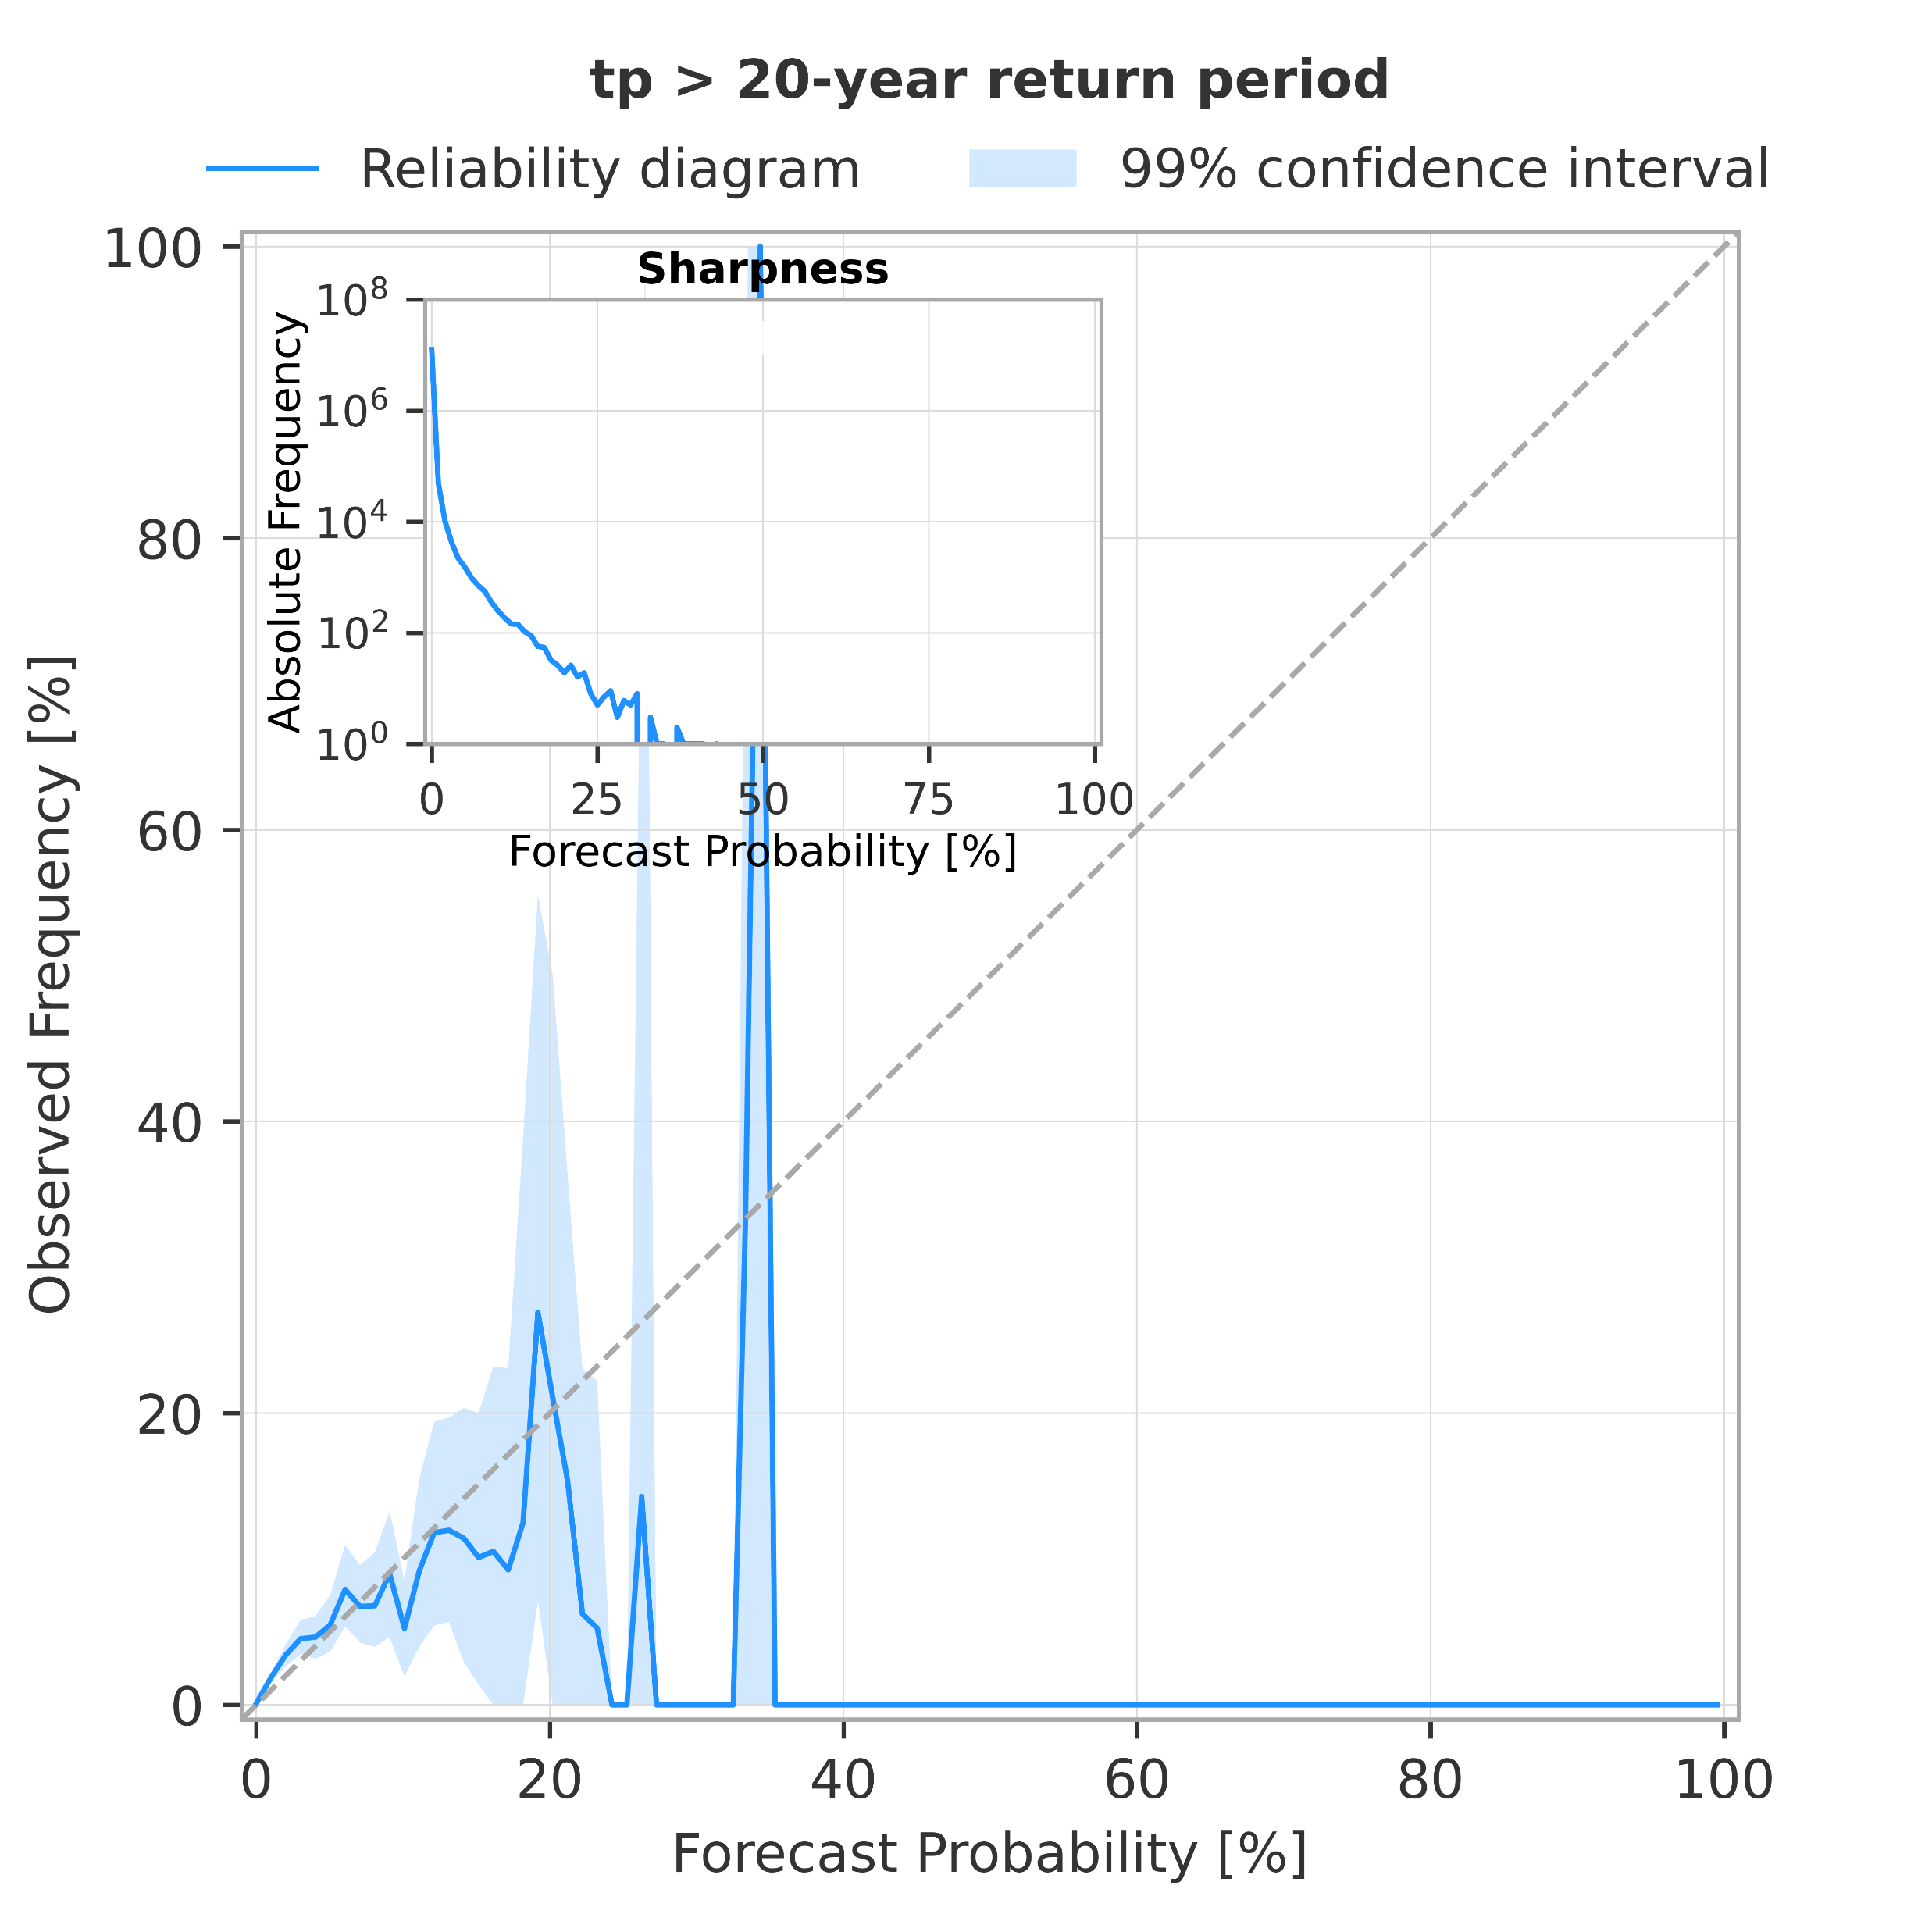 tp > 20-year return period
Reliability diagram
99% confidence interval
Sharpness
Absolute Frequency
10^8
10^6
10^4
10^2
10^0
0 25 50 75 100
Forecast Probability [%]
Observed Frequency [%]
100
80
60
40
20
0
0 20 40 60 80 100
Forecast Probability [%]